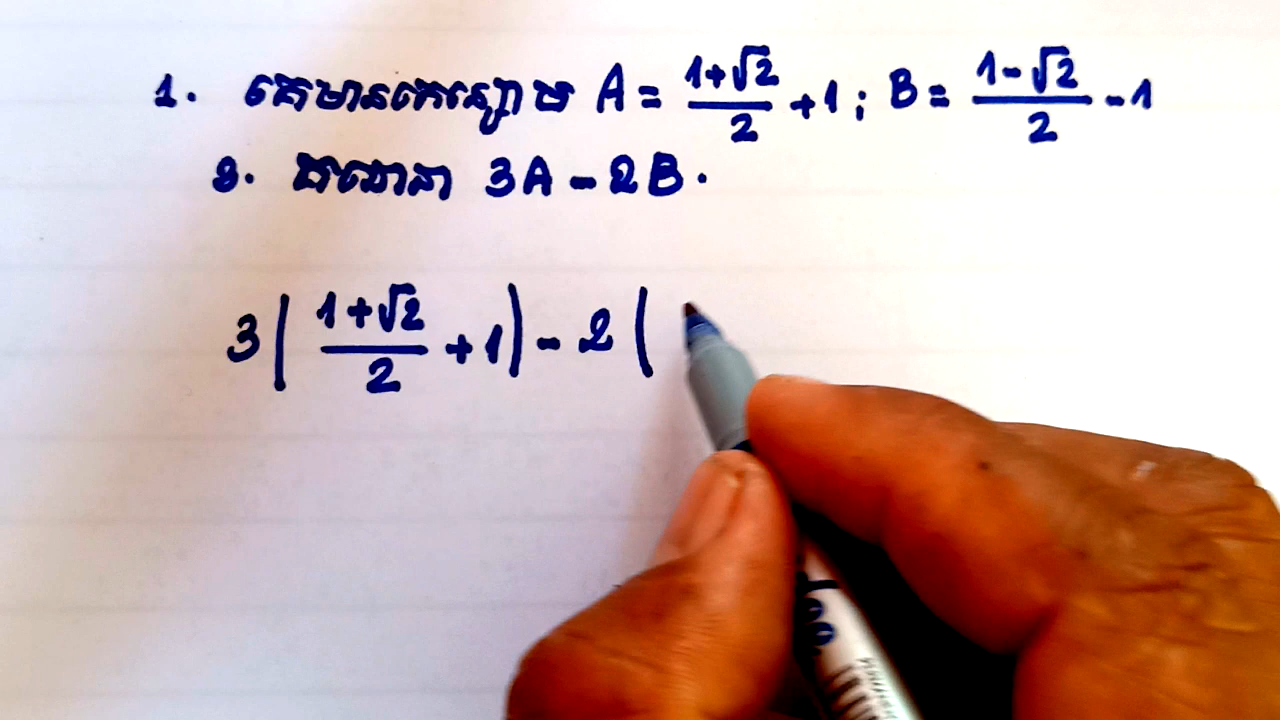 1. គេមានកន្សោម A = (1+√2)/2 + 1 ; B = (1-√2)/2 - 1
ខ. គណនា 3A - 2B.
3( (1+√2)/2 + 1) - 2 (